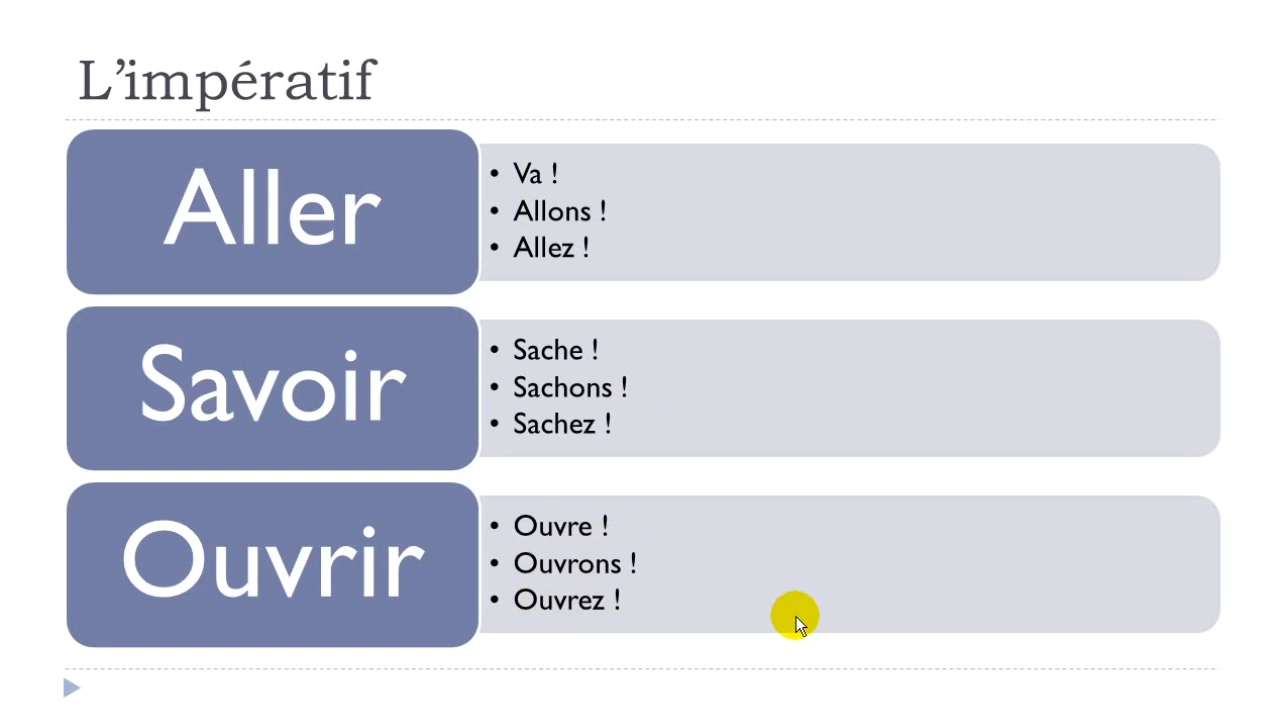 L’impératif
Aller
• Va !
• Allons !
• Allez !
Savoir
• Sache !
• Sachons !
• Sachez !
Ouvrir
• Ouvre !
• Ouvrons !
• Ouvrez !